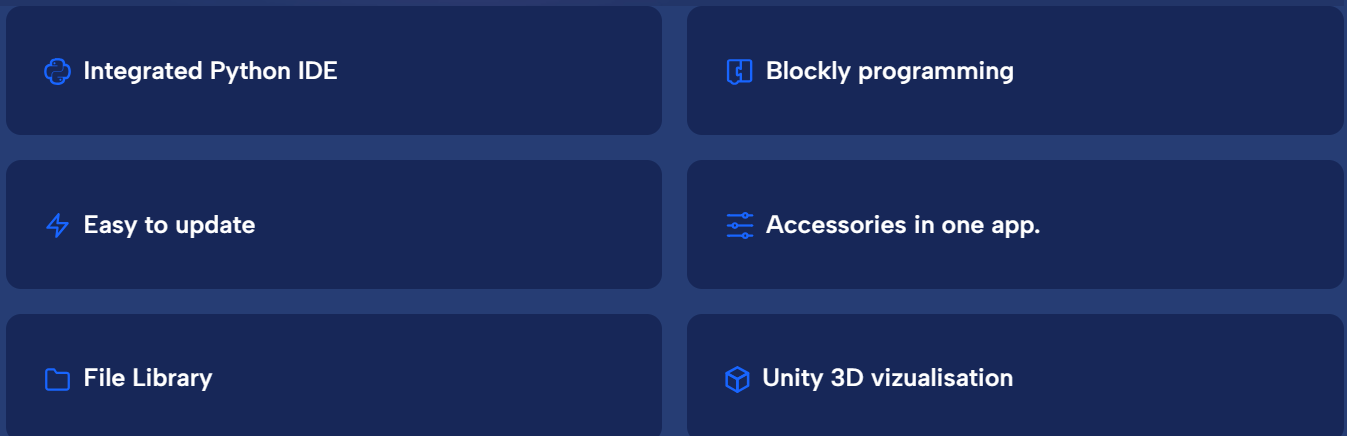 Integrated Python IDE
Blockly programming
Easy to update
Accessories in one app.
File Library
Unity 3D vizualisation